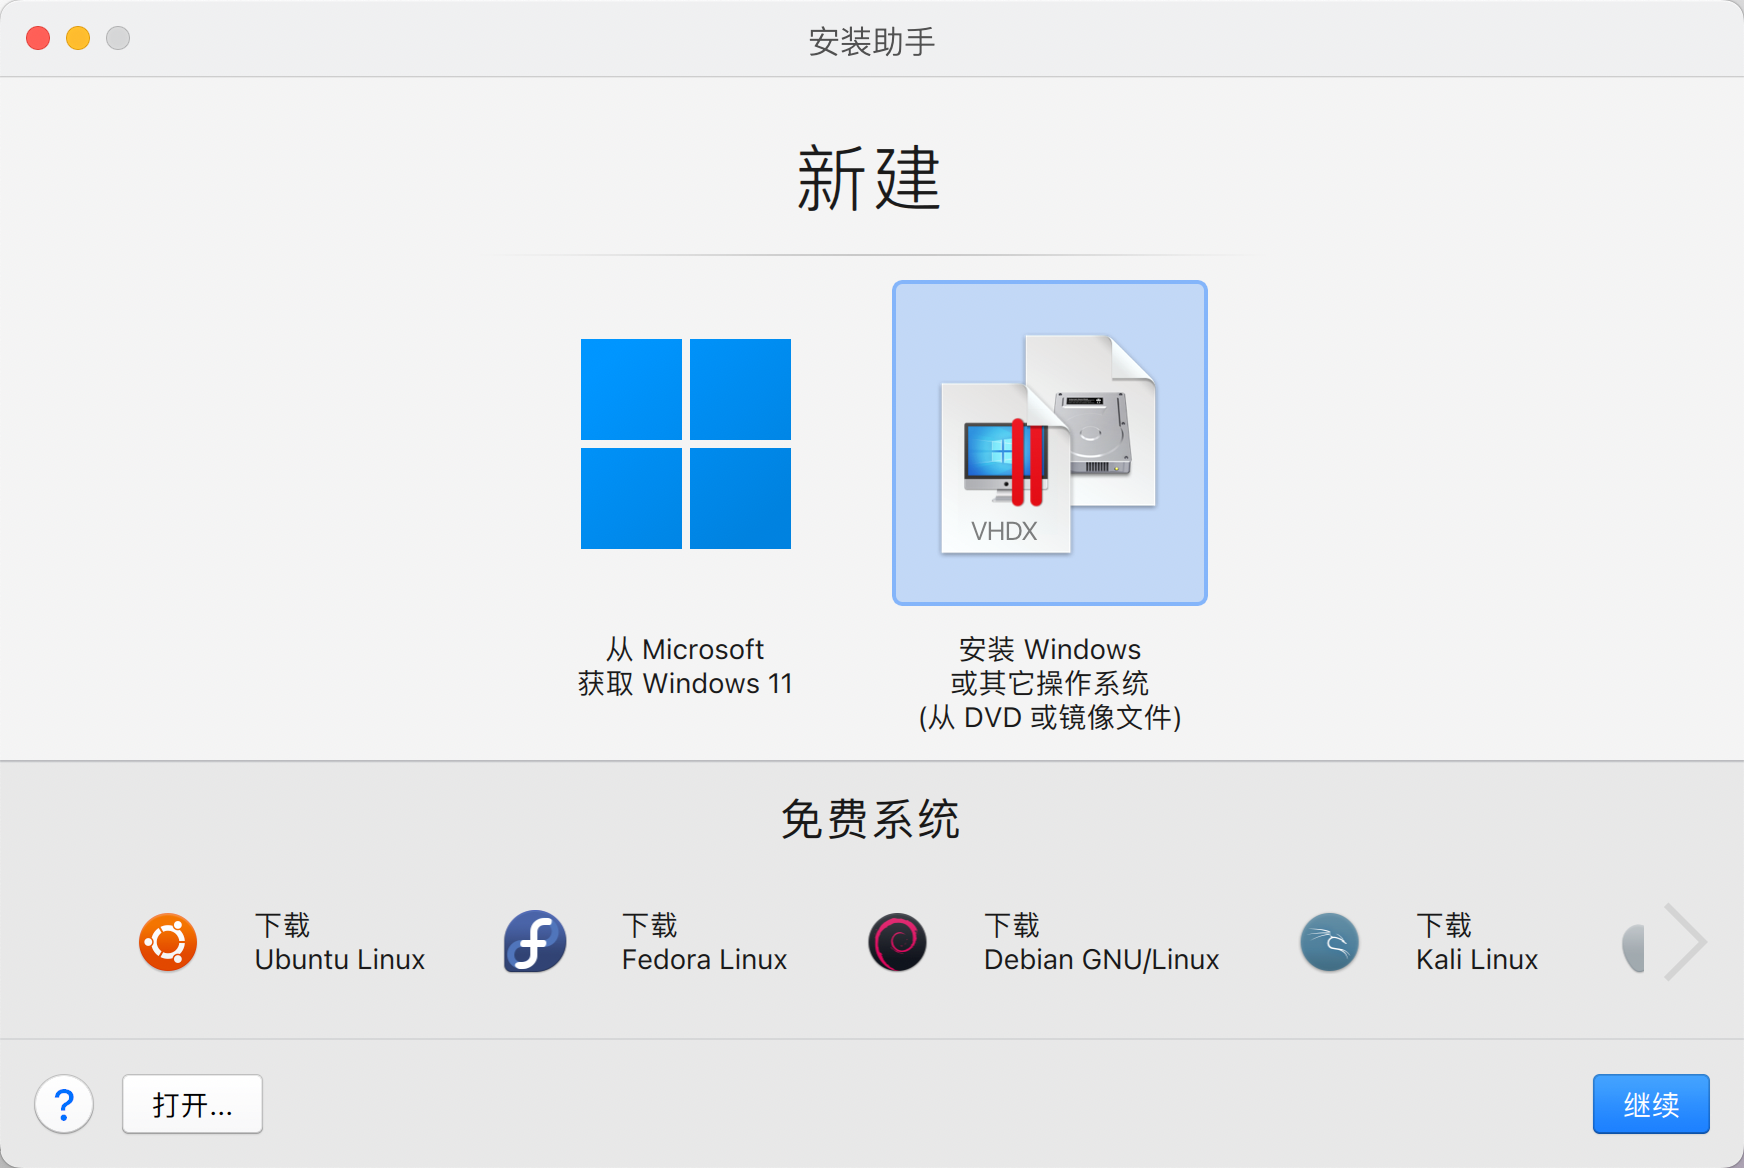 安装助手
新建
VHDX
从 Microsoft
获取 Windows 11
安装 Windows
或其它操作系统
(从 DVD 或镜像文件)
免费系统
下载
Ubuntu Linux
下载
Fedora Linux
下载
Debian GNU/Linux
下载
Kali Linux
?
打开...
继续